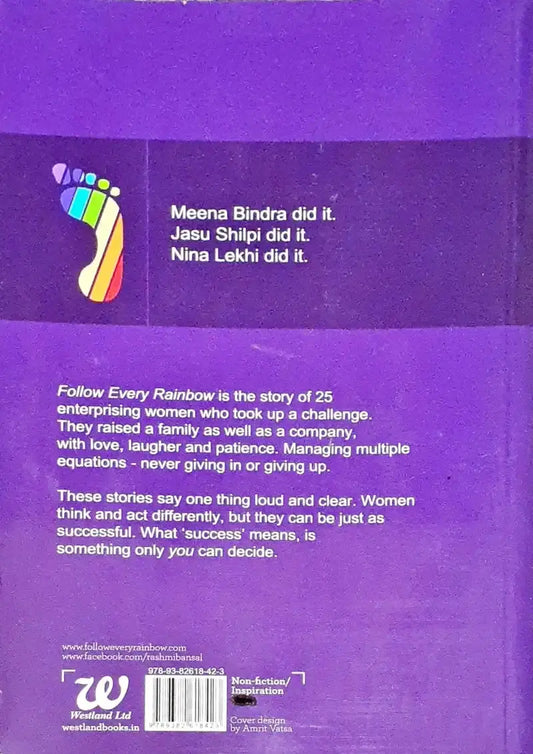 Meena Bindra did it.
Jasu Shilpi did it.
Nina Lekhi did it.
Follow Every Rainbow is the story of 25
enterprising women who took up a challenge.
They raised a family as well as a company,
with love, laugher and patience. Managing multiple
equations - never giving in or giving up.
These stories say one thing loud and clear. Women
think and act differently, but they can be just as
successful. What ‘success’ means, is
something only you can decide.
www.followeveryrainbow.com
www.facebook.com/rashmibansal
W
Westland Ltd
westlandbooks.in
978-93-82618-42-3
9789382618423
Non-fiction/
Inspiration
Cover design
by Amrit Vatsa